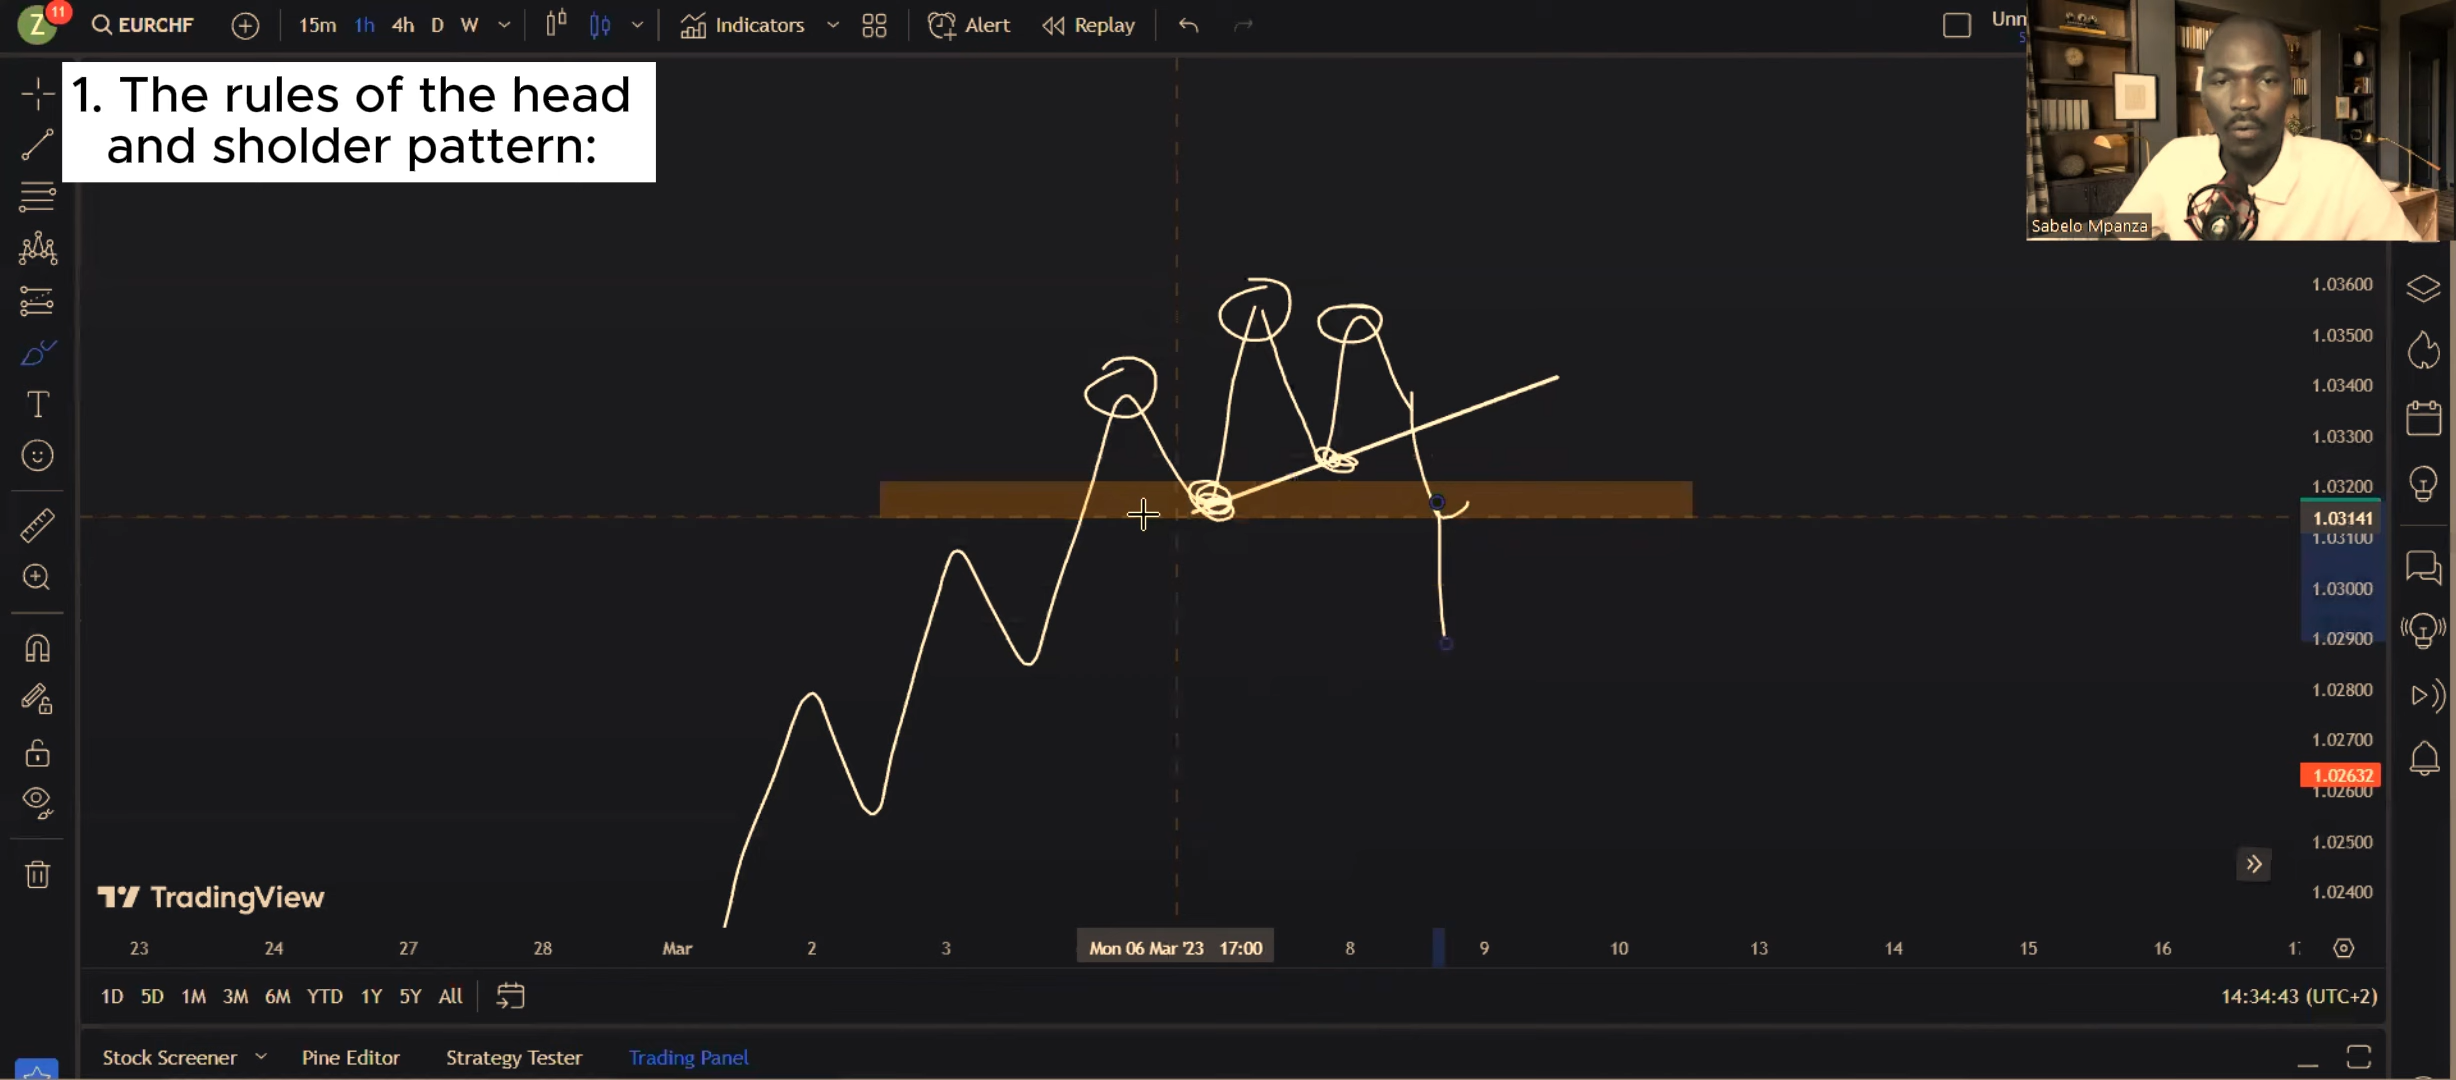 Z 11 EURCHF 15m 1h 4h D W Indicators Alert Replay Unn
1. The rules of the head
and sholder pattern:
Sabelo Mpanza
1.03600
1.03500
1.03400
1.03300
1.03200
1.03141
1.03100
1.03000
1.02900
1.02800
1.02700
1.02632
1.02600
1.02500
1.02400
TradingView
23 24 27 28 Mar 2 3 Mon 06 Mar '23 17:00 8 9 10 13 14 15 16
1D 5D 1M 3M 6M YTD 1Y 5Y All 14:34:43 (UTC+2)
Stock Screener Pine Editor Strategy Tester Trading Panel